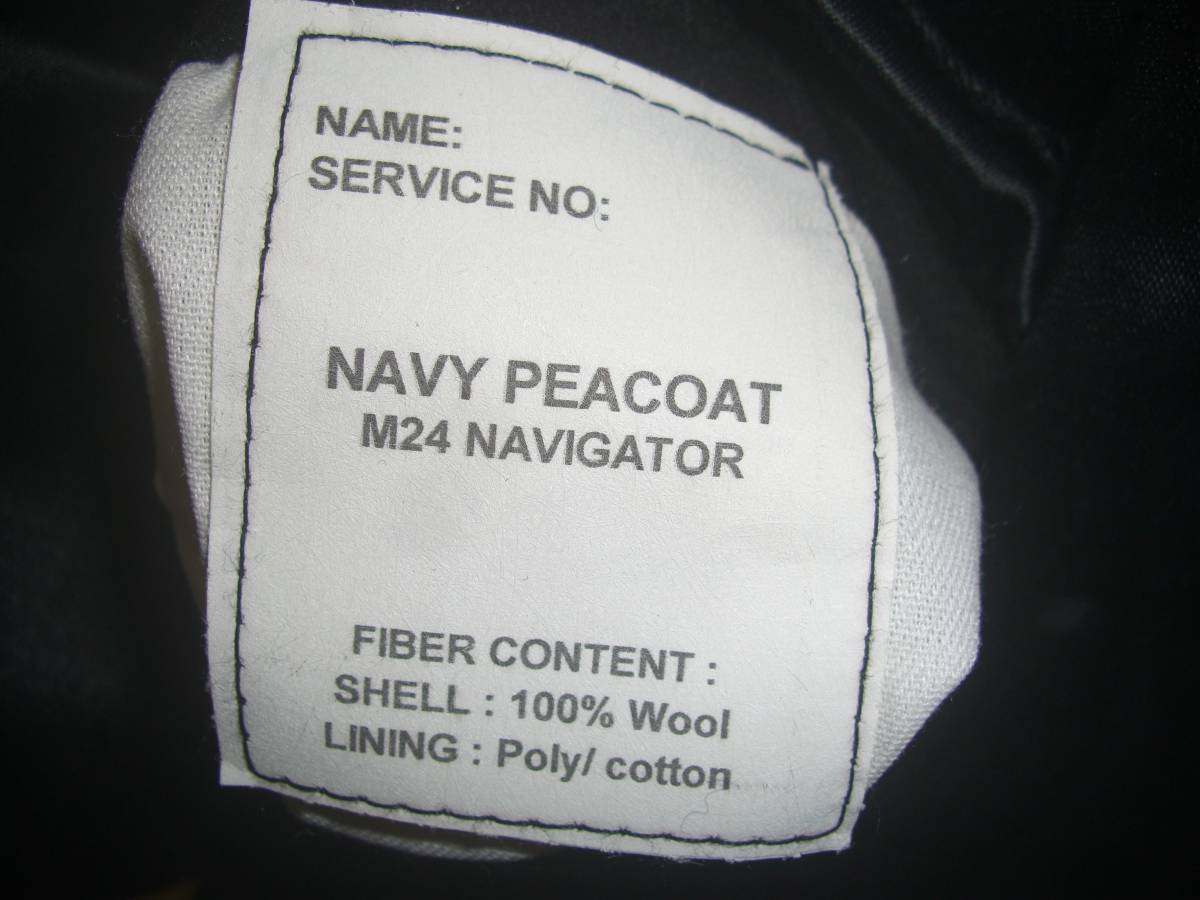 NAME:
SERVICE NO:
NAVY PEACOAT
M24 NAVIGATOR
FIBER CONTENT :
SHELL : 100% Wool
LINING : Poly/ cotton